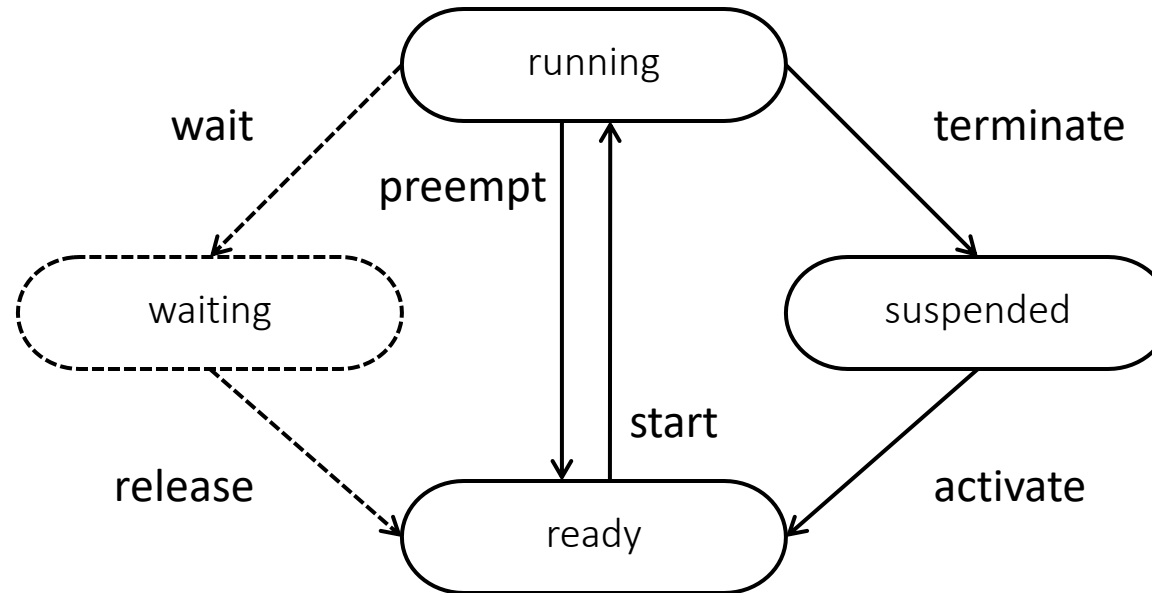 running
wait
terminate
preempt
waiting
suspended
start
release
activate
ready